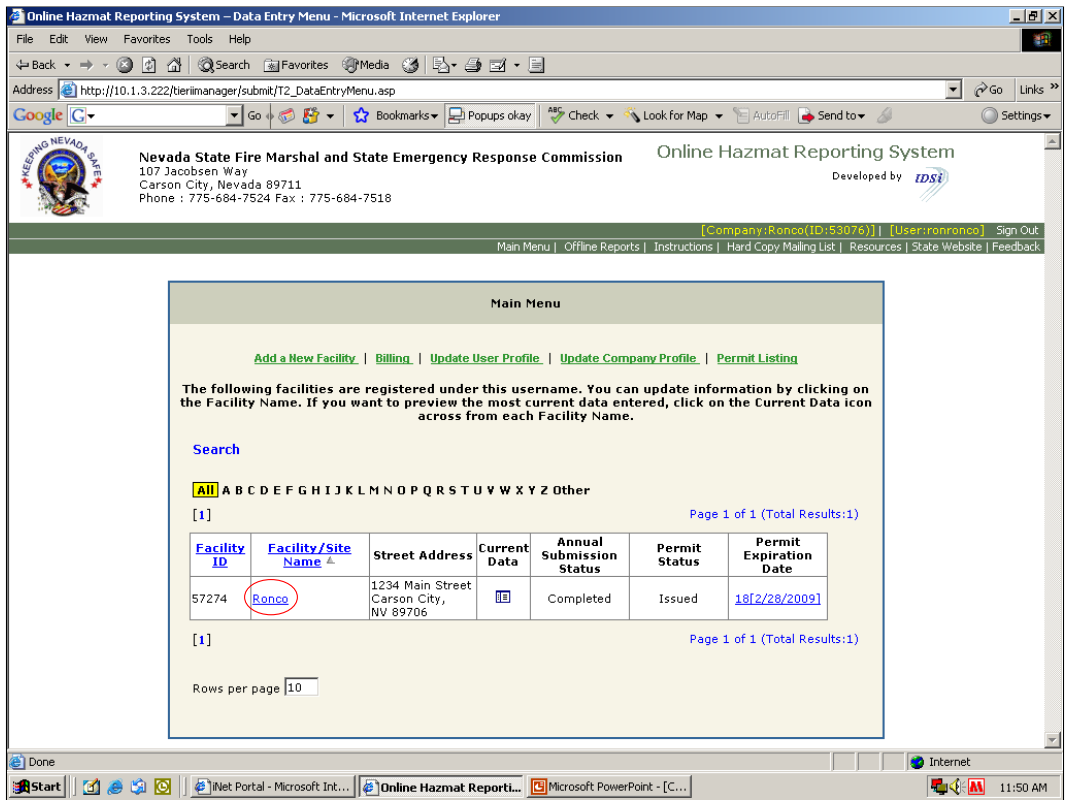 Online Hazmat Reporting System – Data Entry Menu - Microsoft Internet Explorer
File Edit View Favorites Tools Help
Back Search Favorites Media
Address http://10.1.3.222/tieriimanager/submit/T2_DataEntryMenu.asp Go Links »
Google G Go Bookmarks Popups okay ABC Check Look for Map AutoFill Send to Settings
KEEPING NEVADA SAFE
Nevada State Fire Marshal and State Emergency Response Commission
107 Jacobsen Way
Carson City, Nevada 89711
Phone : 775-684-7524 Fax : 775-684-7518
Online Hazmat Reporting System
Developed by IDSi
[Company:Ronco(ID:53076)] | [User:ronronco] Sign Out
Main Menu | Offline Reports | Instructions | Hard Copy Mailing List | Resources | State Website | Feedback
Main Menu
Add a New Facility | Billing | Update User Profile | Update Company Profile | Permit Listing
The following facilities are registered under this username. You can update information by clicking on
the Facility Name. If you want to preview the most current data entered, click on the Current Data icon
across from each Facility Name.
Search
All A B C D E F G H I J K L M N O P Q R S T U V W X Y Z Other
[1] Page 1 of 1 (Total Results:1)
Facility ID Facility/Site Name Street Address Current Data Annual Submission Status Permit Status Permit Expiration Date
57274 Ronco 1234 Main Street Carson City, NV 89706 Completed Issued 18[2/28/2009]
[1] Page 1 of 1 (Total Results:1)
Rows per page 10
Done Internet
Start iNet Portal - Microsoft Int... Online Hazmat Reporti... Microsoft PowerPoint - [C... 11:50 AM